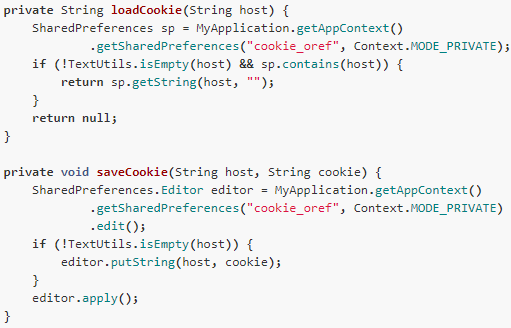 private String loadCookie(String host) {
    SharedPreferences sp = MyApplication.getAppContext()
            .getSharedPreferences("cookie_oref", Context.MODE_PRIVATE);
    if (!TextUtils.isEmpty(host) && sp.contains(host)) {
        return sp.getString(host, "");
    }
    return null;
}

private void saveCookie(String host, String cookie) {
    SharedPreferences.Editor editor = MyApplication.getAppContext()
            .getSharedPreferences("cookie_oref", Context.MODE_PRIVATE)
            .edit();
    if (!TextUtils.isEmpty(host)) {
        editor.putString(host, cookie);
    }
    editor.apply();
}